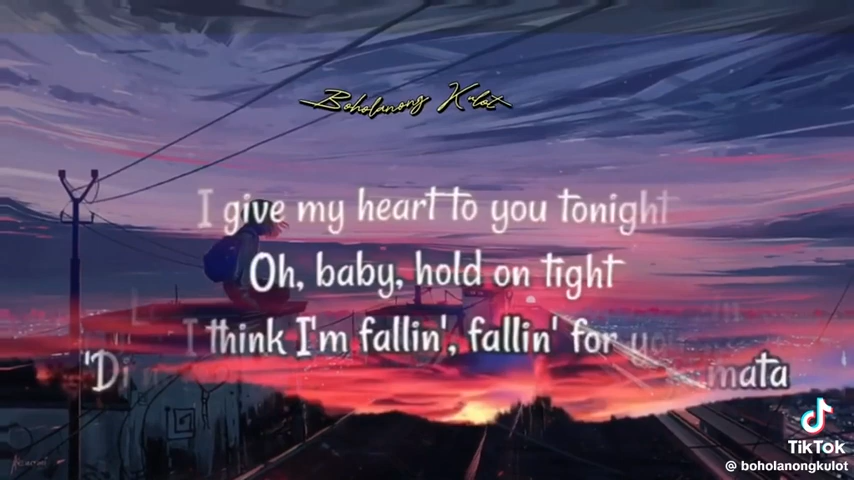 Boholanong Kulot
I give my heart to you tonight
Oh, baby, hold on tight
I think I'm fallin', fallin' for you
'Di mata
TikTok
@ boholanongkulot